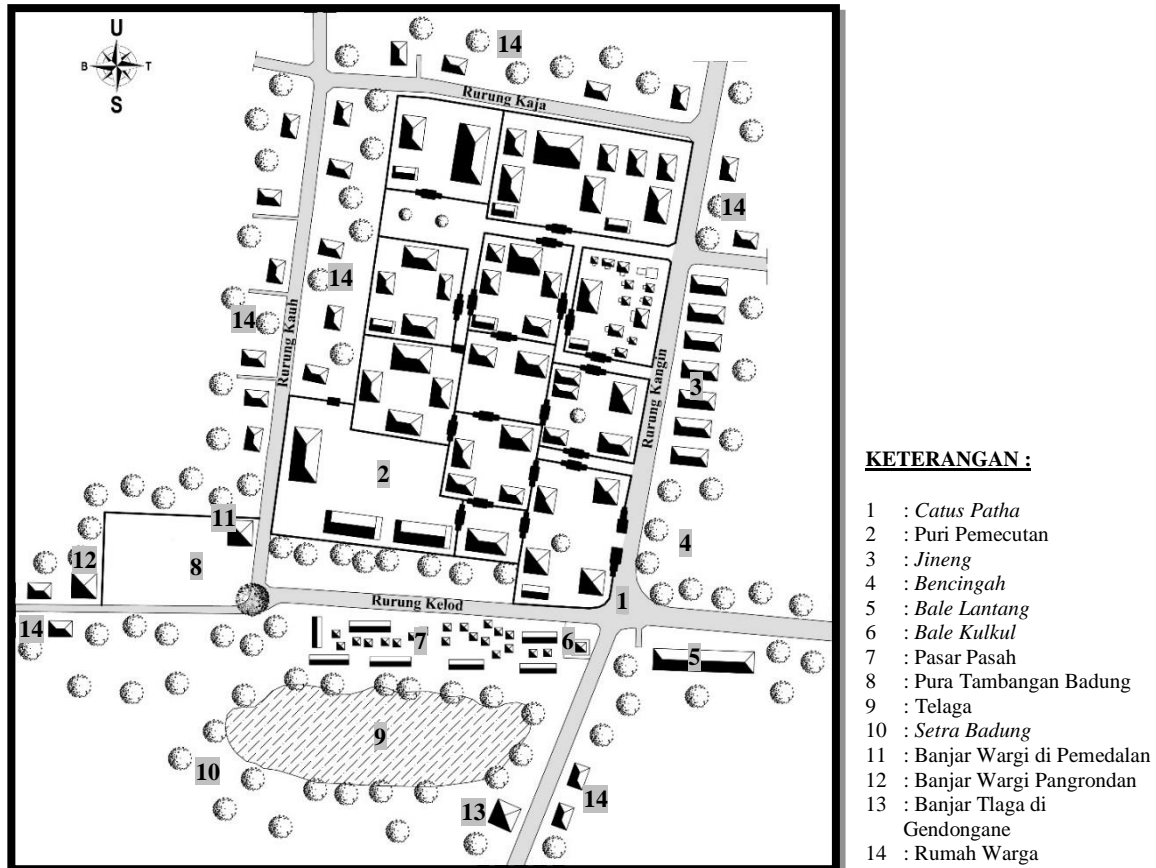 U
B T
S
14
Rurung Kaja
14
14
14
Rurung Kauh
Rurung Kangin
3
2
11
4
12
8
Rurung Kelod
1
14
7
6
5
9
10
13
14
KETERANGAN :
1 : Catus Patha
2 : Puri Pemecutan
3 : Jineng
4 : Bencingah
5 : Bale Lantang
6 : Bale Kulkul
7 : Pasar Pasah
8 : Pura Tambangan Badung
9 : Telaga
10 : Setra Badung
11 : Banjar Wargi di Pemedalan
12 : Banjar Wargi Pangrondan
13 : Banjar Tlaga di
Gendongane
14 : Rumah Warga